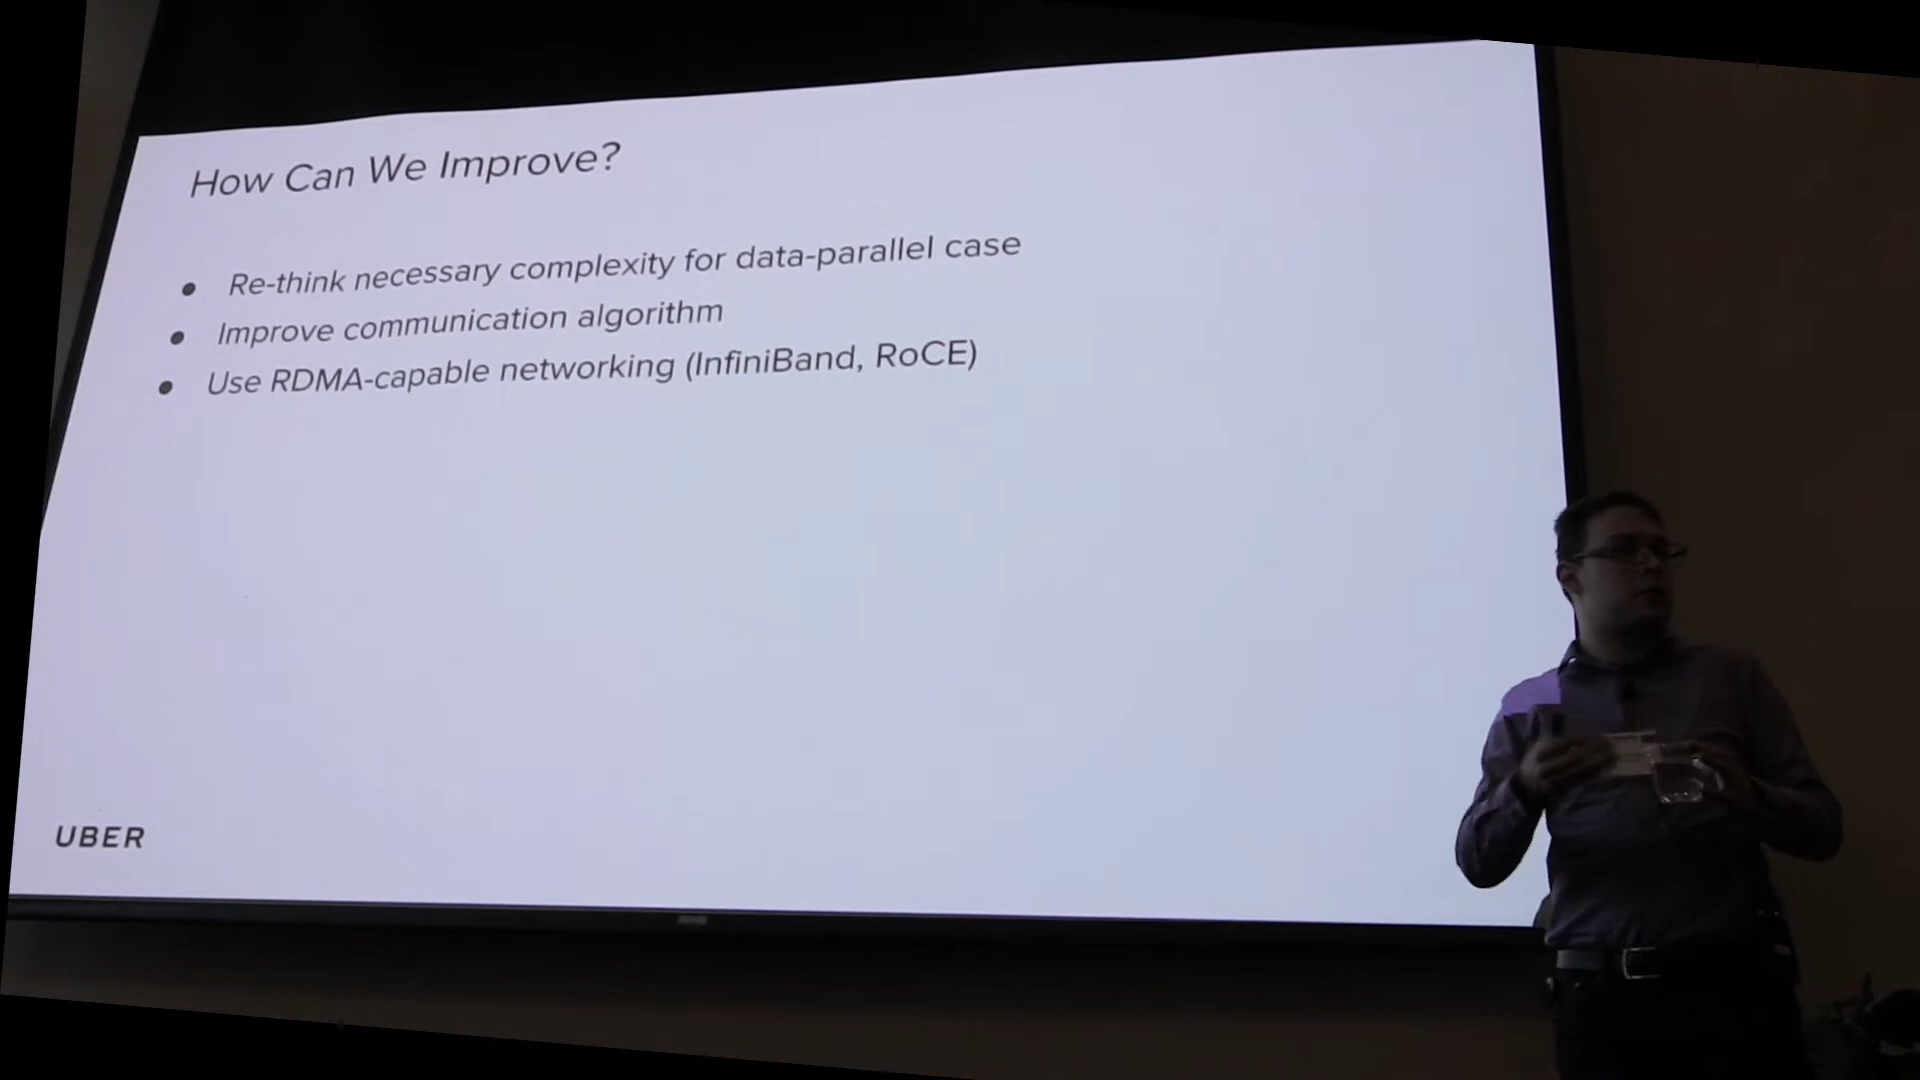 How Can We Improve?
● Re-think necessary complexity for data-parallel case
● Improve communication algorithm
● Use RDMA-capable networking (InfiniBand, RoCE)
UBER